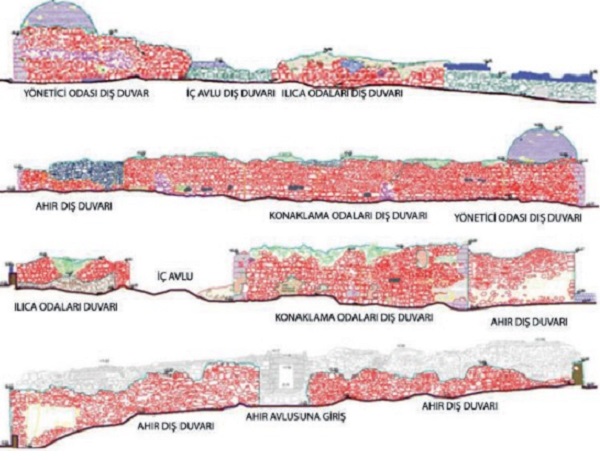 YÖNETİCİ ODASI DIŞ DUVAR İÇ AVLU DIŞ DUVARI ILICA ODALARI DIŞ DUVARI
AHIR DIŞ DUVARI KONAKLAMA ODALARI DIŞ DUVARI YÖNETİCİ ODASI DIŞ DUVARI
ILICA ODALARI DUVARI İÇ AVLU KONAKLAMA ODALARI DIŞ DUVARI AHIR DIŞ DUVARI
AHIR DIŞ DUVARI AHIR AVLUSUNA GİRİŞ AHIR DIŞ DUVARI